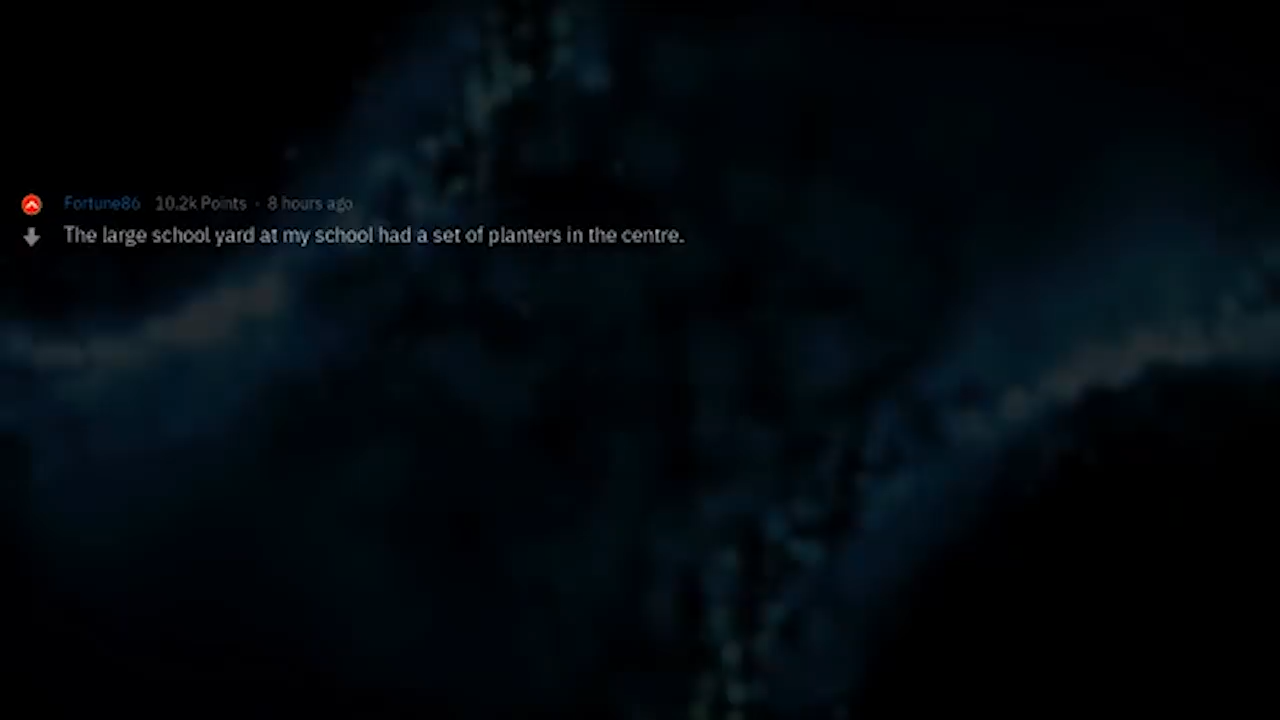 Fortune86 10.2k Points · 8 hours ago
The large school yard at my school had a set of planters in the centre.